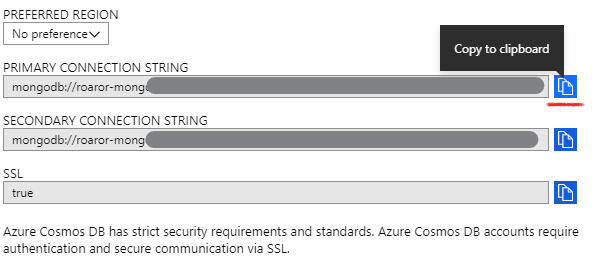 PREFERRED REGION
No preference
Copy to clipboard
PRIMARY CONNECTION STRING
mongodb://roaror-mong
SECONDARY CONNECTION STRING
mongodb://roaror-mong
SSL
true
Azure Cosmos DB has strict security requirements and standards. Azure Cosmos DB accounts require
authentication and secure communication via SSL.